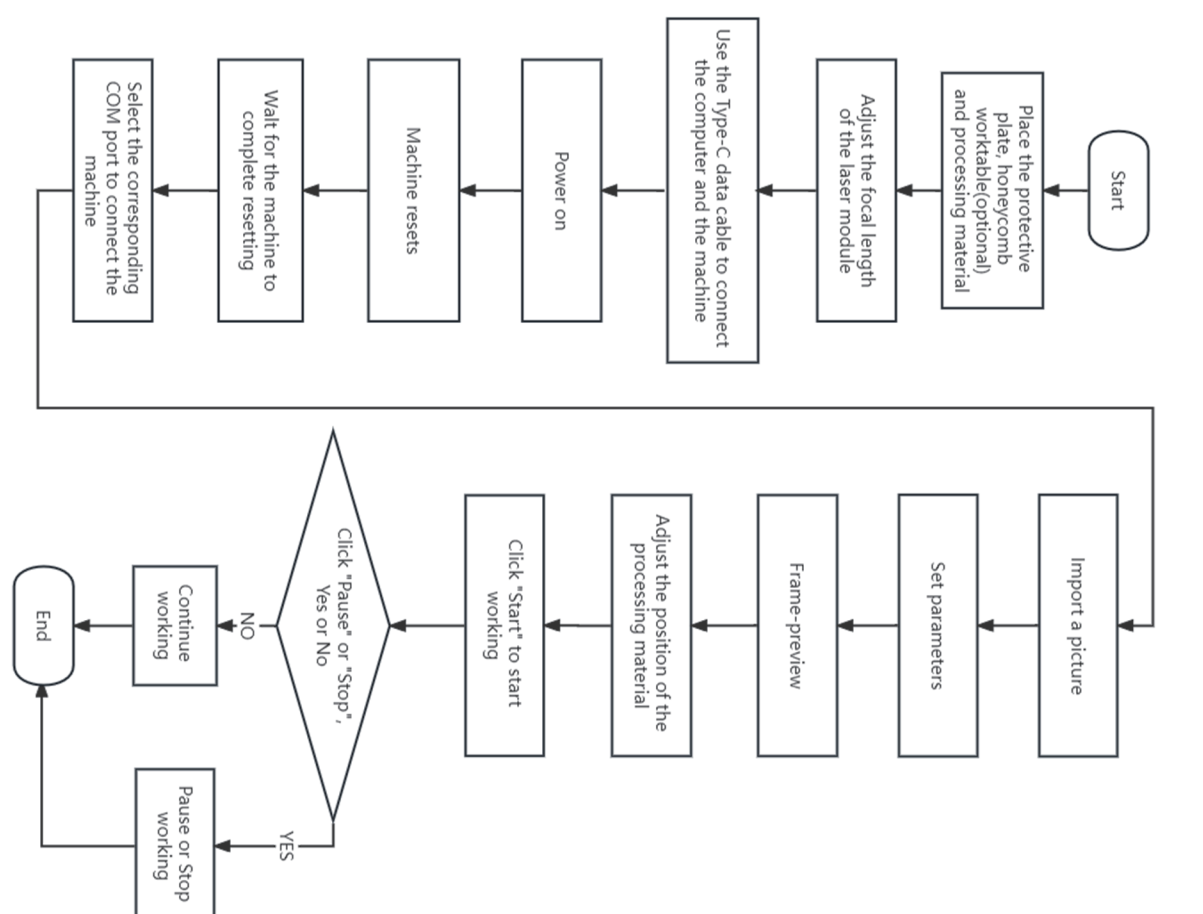 Start
Place the protective
plate, honeycomb
worktable(optional)
and processing material
Adjust the focal length
of the laser module
Use the Type-C data cable to connect
the computer and the machine
Power on
Machine resets
Wait for the machine to
complete resetting
Select the corresponding
COM port to connect the
machine
Import a picture
Set parameters
Frame-preview
Adjust the position of the
processing material
Click "Start" to start
working
Click "Pause" or "Stop",
Yes or No
NO
YES
Continue
working
Pause or Stop
working
End